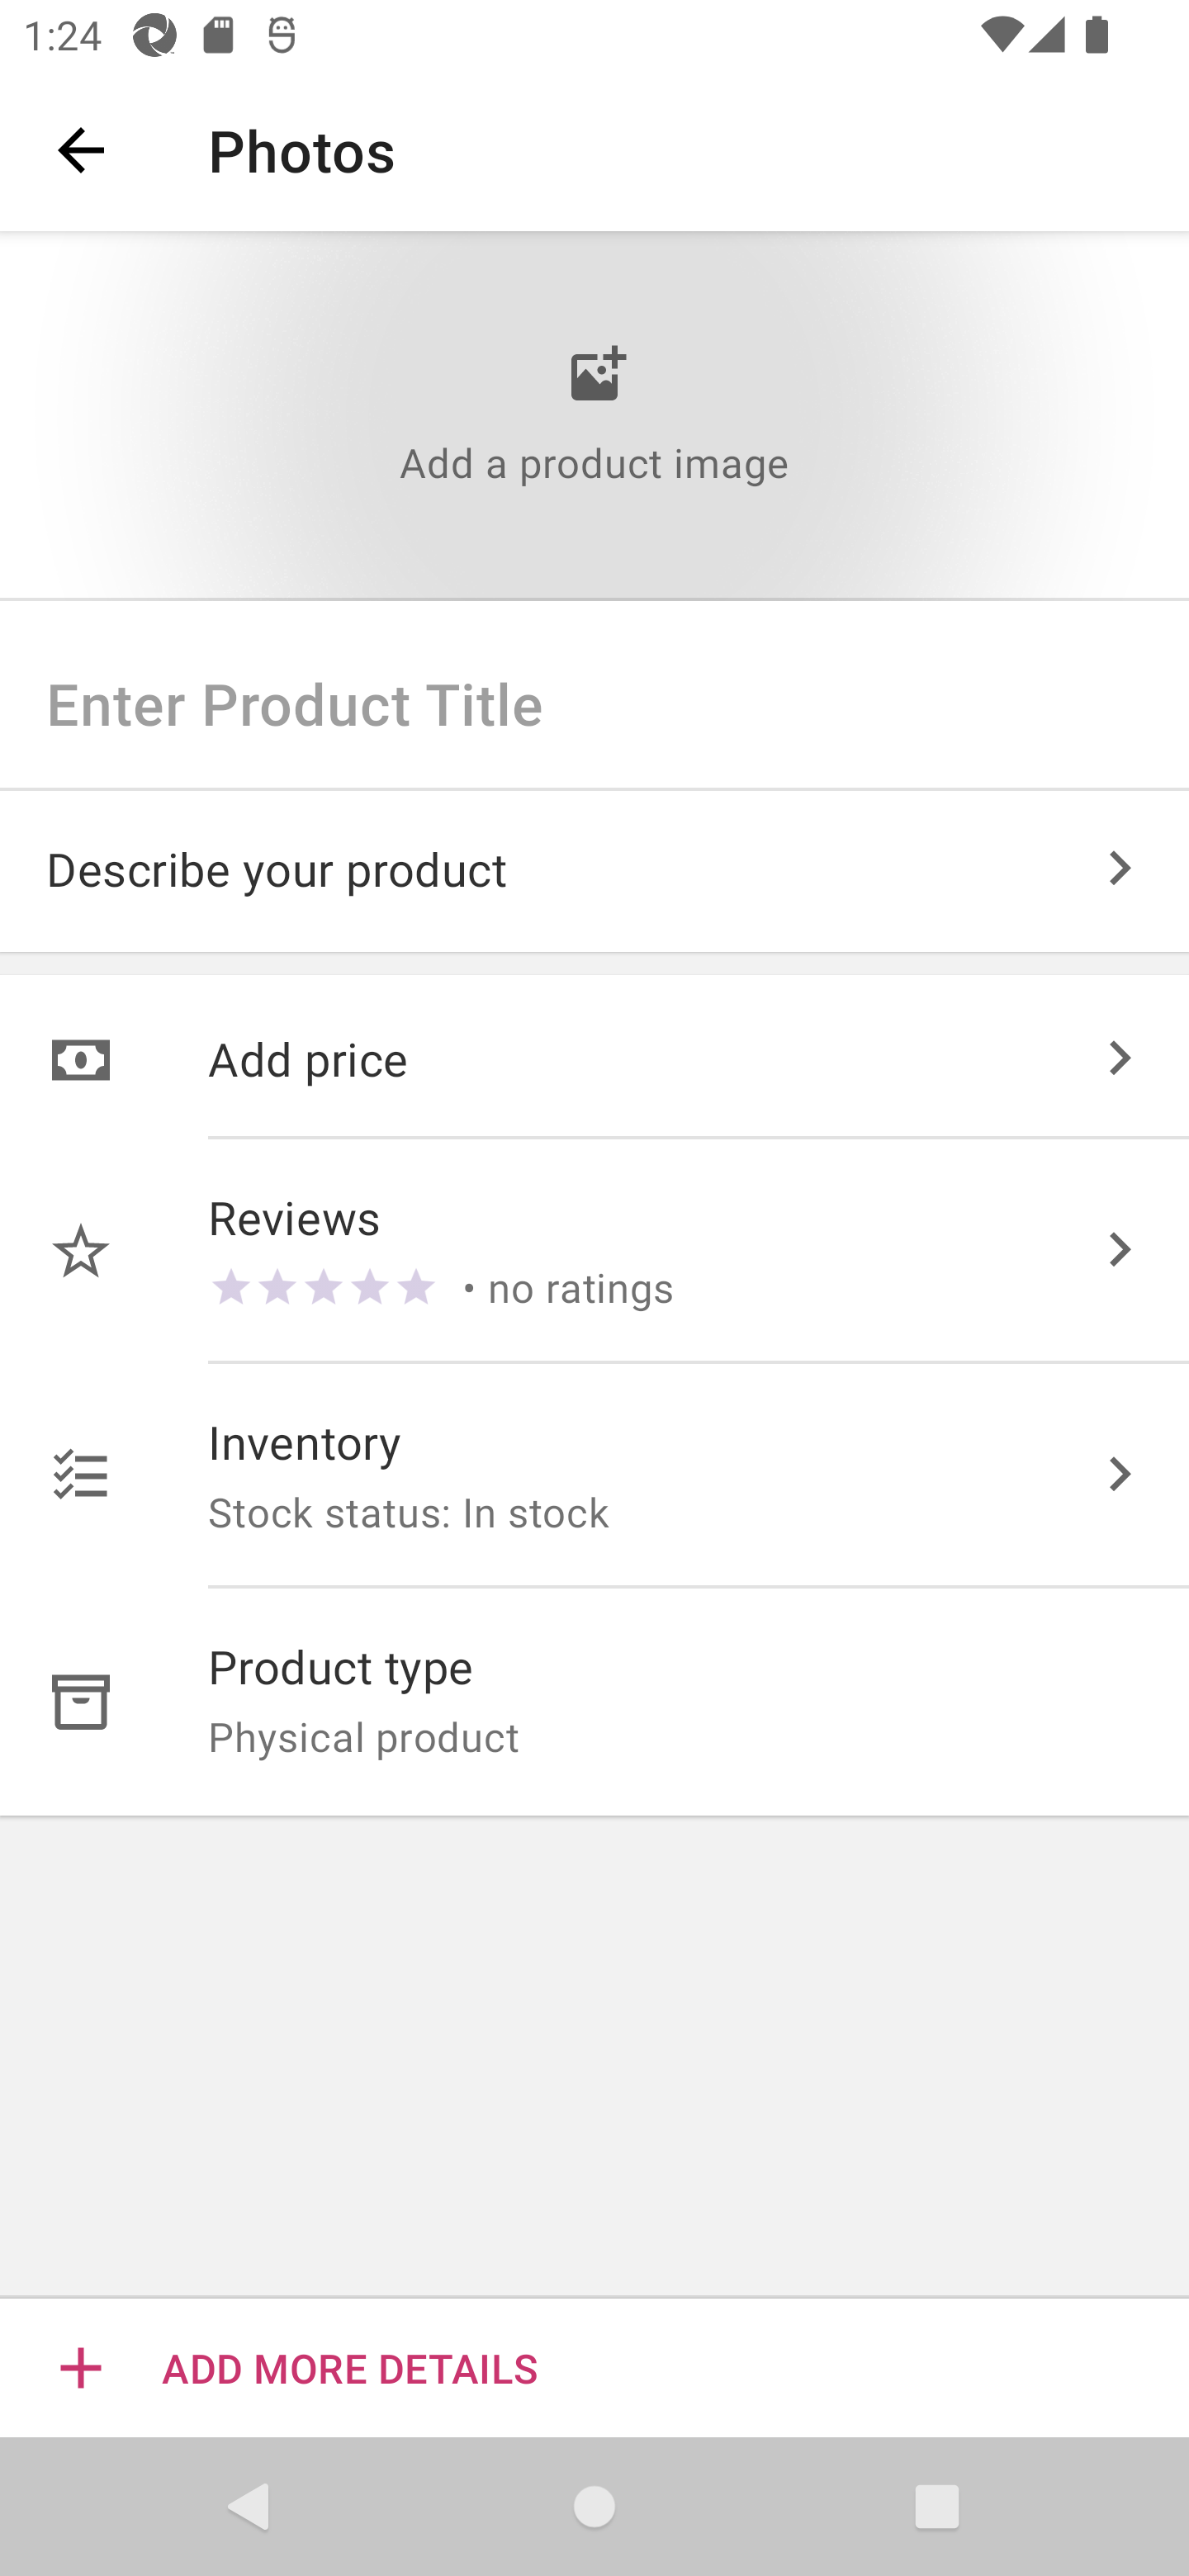 1:24
Photos
Add a product image
Enter Product Title
Describe your product
Add price
Reviews
• no ratings
Inventory
Stock status: In stock
Product type
Physical product
ADD MORE DETAILS